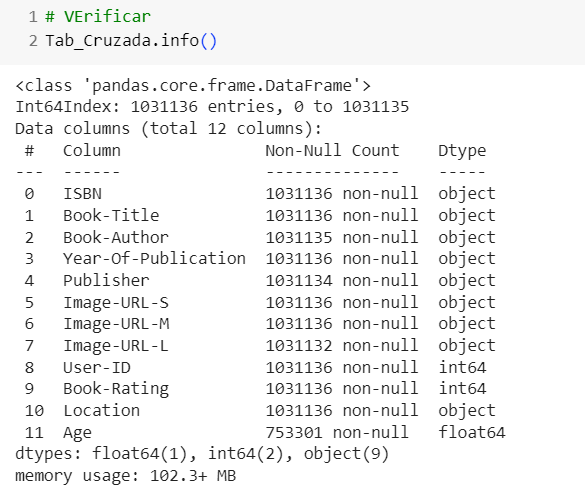 1 # VErificar
2 Tab_Cruzada.info()
<class 'pandas.core.frame.DataFrame'>
Int64Index: 1031136 entries, 0 to 1031135
Data columns (total 12 columns):
 #   Column               Non-Null Count    Dtype
---  ------               --------------    -----
 0   ISBN                 1031136 non-null  object
 1   Book-Title           1031136 non-null  object
 2   Book-Author          1031135 non-null  object
 3   Year-Of-Publication  1031136 non-null  object
 4   Publisher            1031134 non-null  object
 5   Image-URL-S          1031136 non-null  object
 6   Image-URL-M          1031136 non-null  object
 7   Image-URL-L          1031132 non-null  object
 8   User-ID              1031136 non-null  int64
 9   Book-Rating          1031136 non-null  int64
 10  Location             1031136 non-null  object
 11  Age                  753301 non-null   float64
dtypes: float64(1), int64(2), object(9)
memory usage: 102.3+ MB